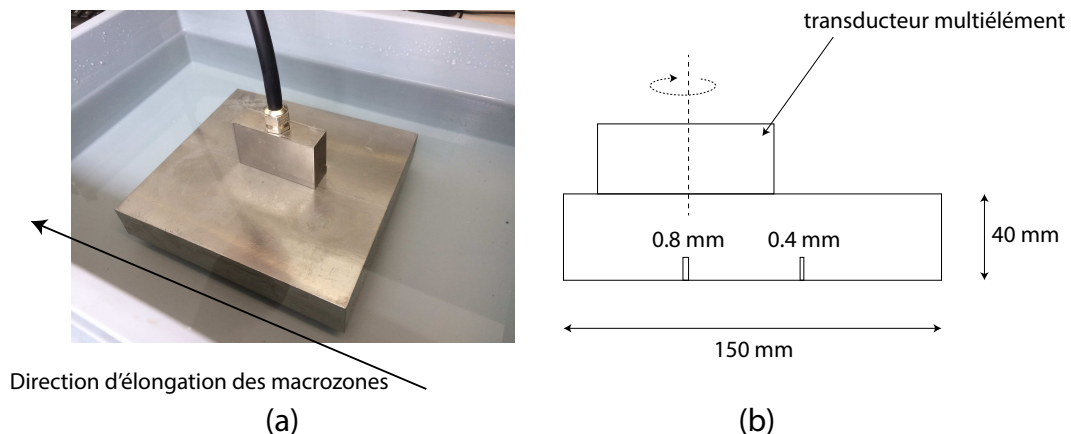 transducteur multiélément
0.8 mm
0.4 mm
40 mm
150 mm
Direction d'élongation des macrozones
(a)
(b)